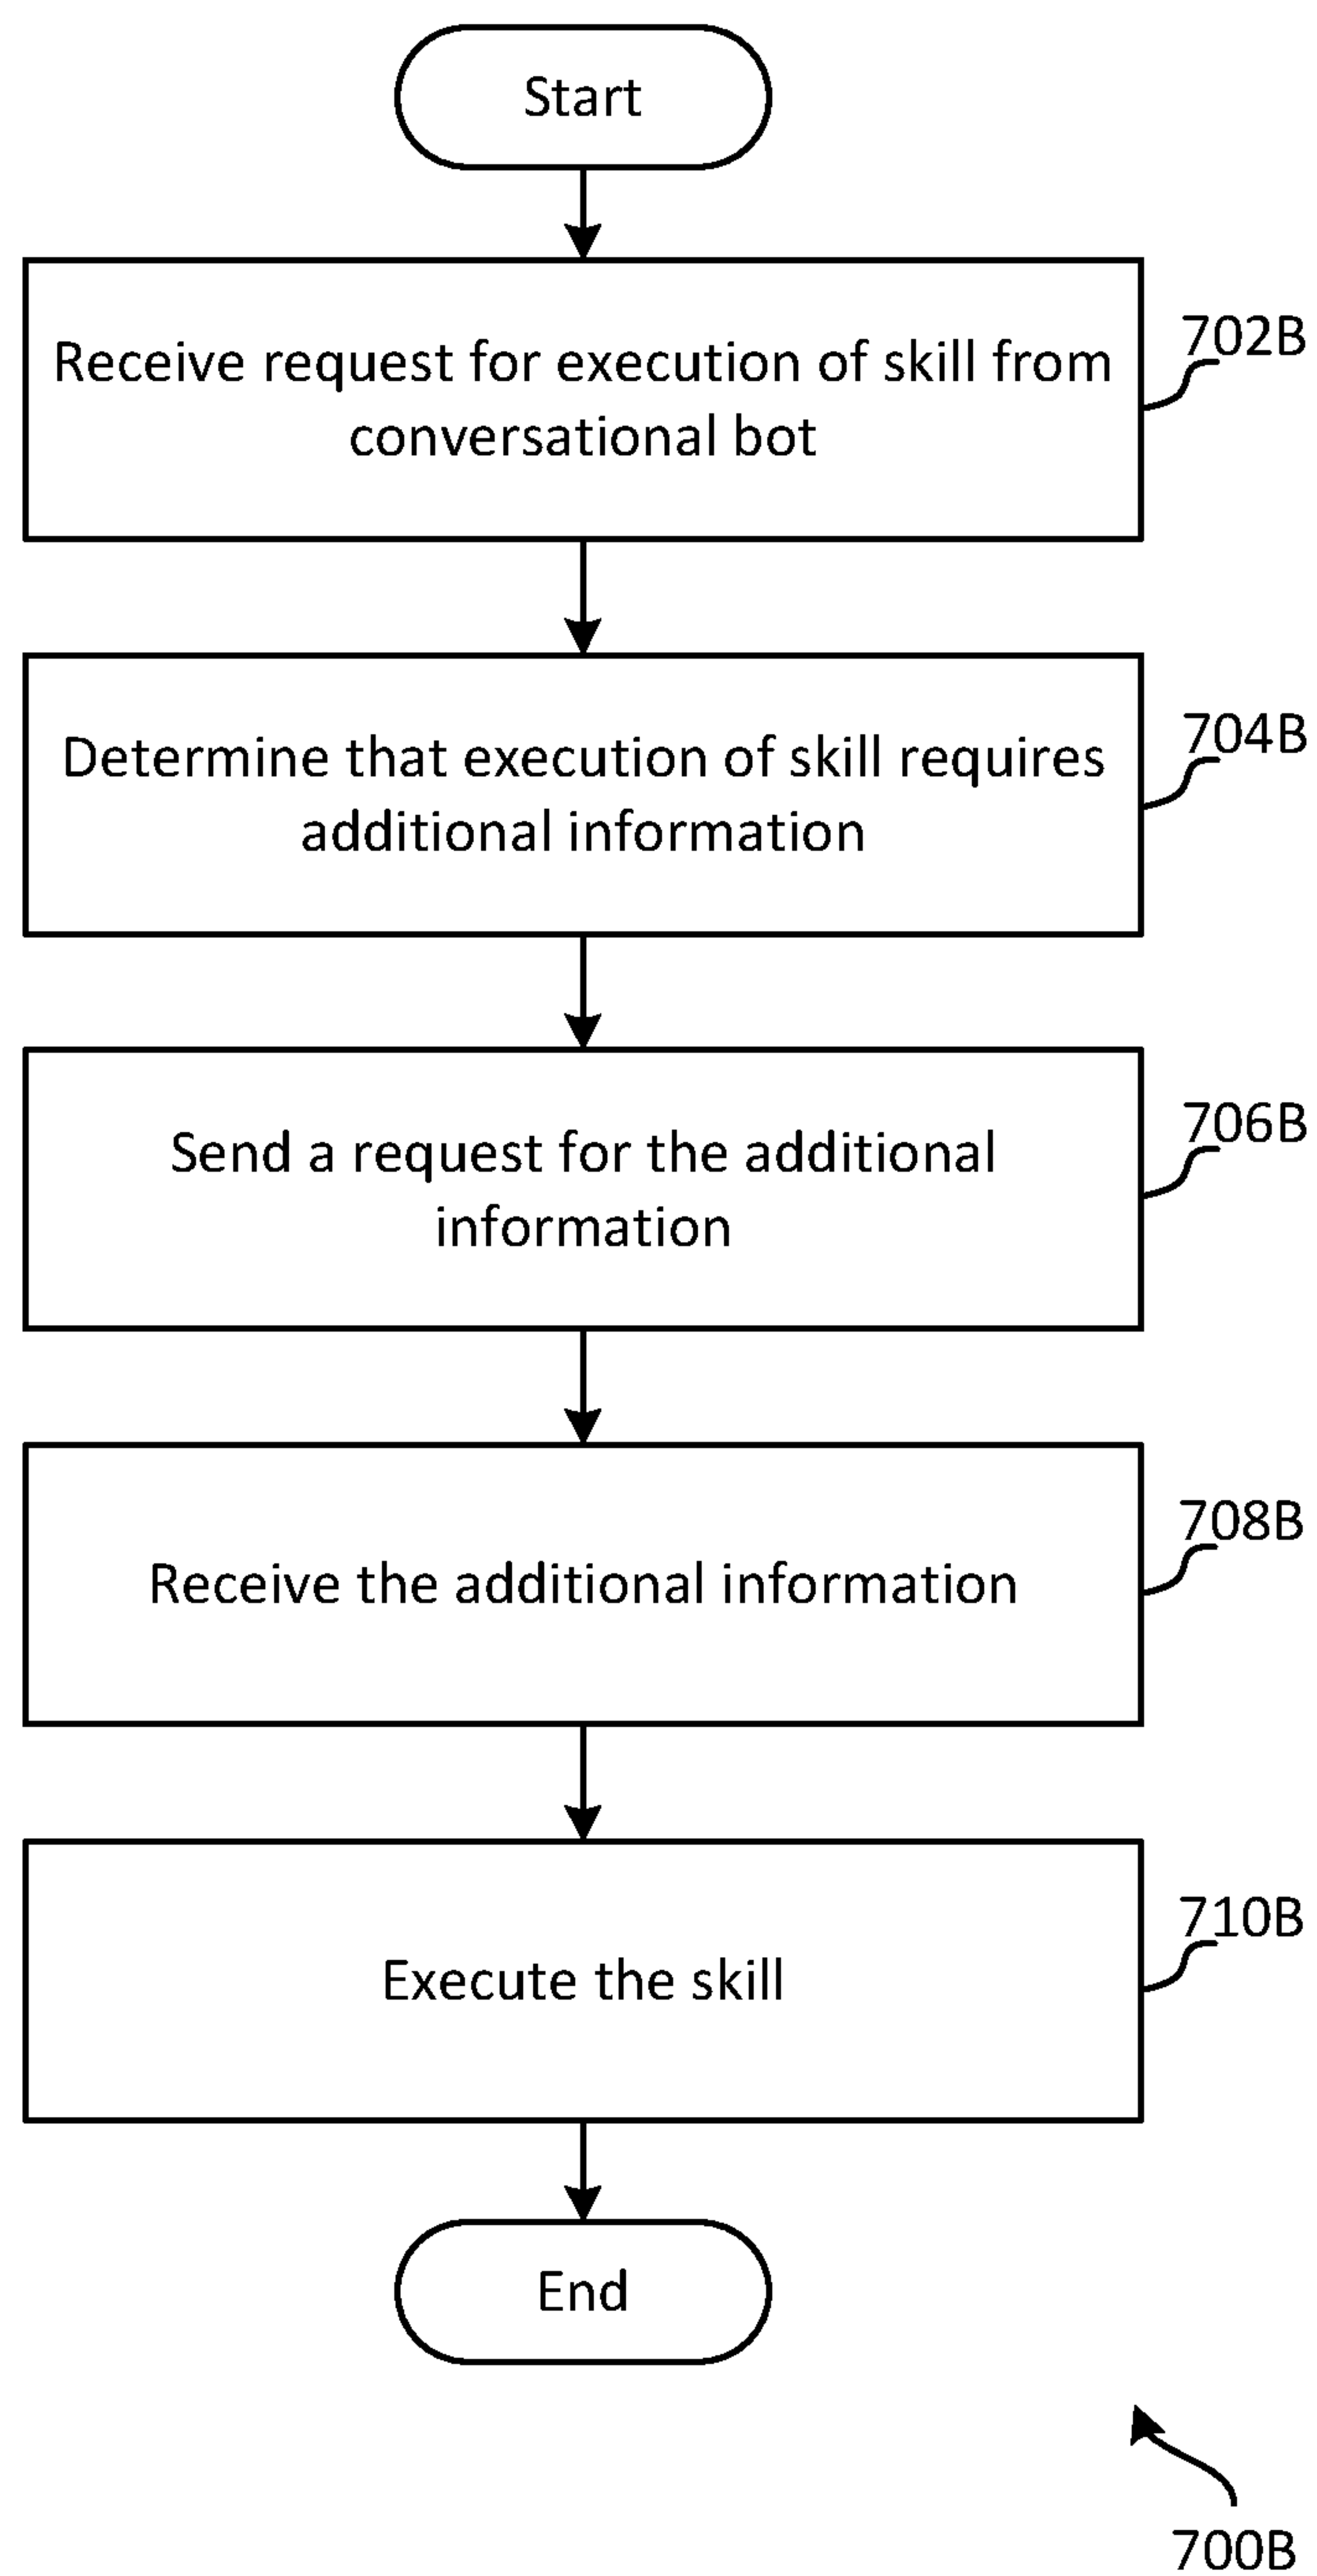 Start
Receive request for execution of skill from
conversational bot
702B
Determine that execution of skill requires
additional information
704B
Send a request for the additional
information
706B
Receive the additional information
708B
Execute the skill
710B
End
700B